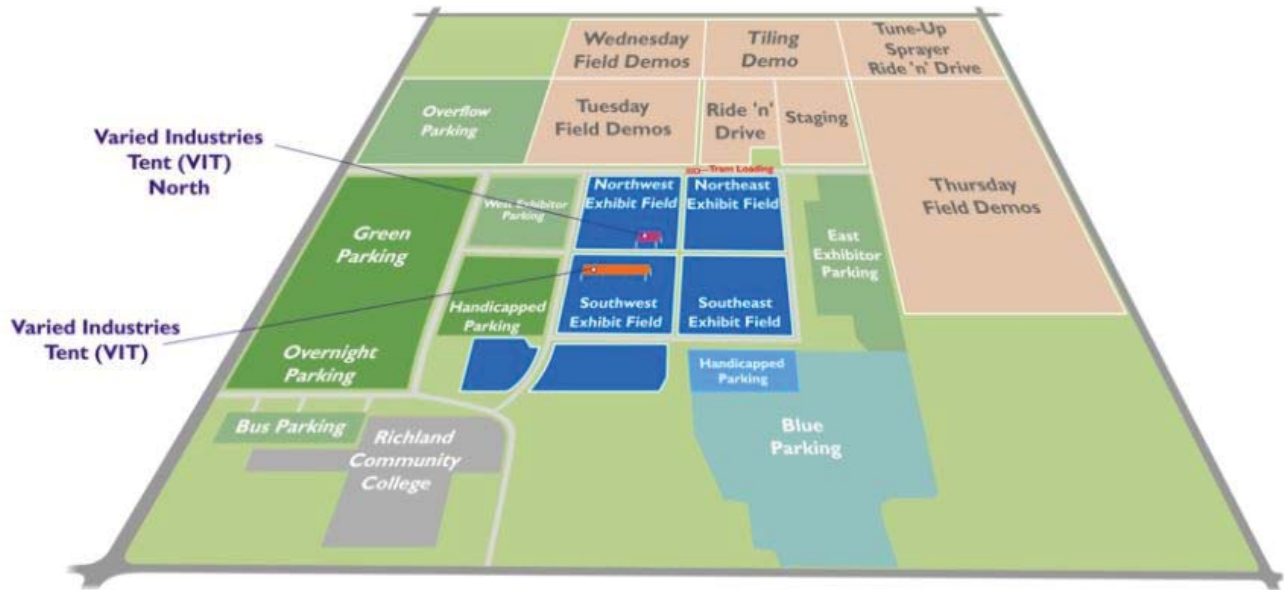 Wednesday
Field Demos
Tiling
Demo
Tune-Up
Sprayer
Ride 'n' Drive
Overflow
Parking
Tuesday
Field Demos
Ride 'n'
Drive
Staging
Varied Industries
Tent (VIT)
North
Tram Loading
Northwest
Exhibit Field
Northeast
Exhibit Field
Thursday
Field Demos
West Exhibitor
Parking
Green
Parking
East
Exhibitor
Parking
Handicapped
Parking
Southwest
Exhibit Field
Southeast
Exhibit Field
Varied Industries
Tent (VIT)
Overnight
Parking
Handicapped
Parking
Bus Parking
Richland
Community
College
Blue
Parking